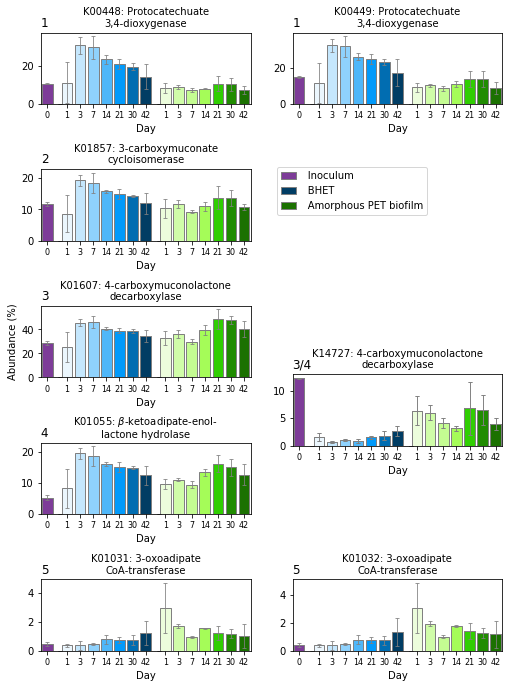 K00448: Protocatechuate
3,4-dioxygenase
1
20
0
0 1 3 7 14 21 30 42 1 3 7 14 21 30 42
Day
K00449: Protocatechuate
3,4-dioxygenase
1
20
0
0 1 3 7 14 21 30 42 1 3 7 14 21 30 42
Day
K01857: 3-carboxymuconate
cycloisomerase
2
20
10
0
0 1 3 7 14 21 30 42 1 3 7 14 21 30 42
Day
Inoculum
BHET
Amorphous PET biofilm
K01607: 4-carboxymuconolactone
decarboxylase
3
40
20
0
0 1 3 7 14 21 30 42 1 3 7 14 21 30 42
Day
Abundance (%)
K14727: 4-carboxymuconolactone
decarboxylase
3/4
10
5
0
0 1 3 7 14 21 30 42 1 3 7 14 21 30 42
Day
K01055: β-ketoadipate-enol-
lactone hydrolase
4
20
10
0
0 1 3 7 14 21 30 42 1 3 7 14 21 30 42
Day
K01031: 3-oxoadipate
CoA-transferase
5
4
2
0
0 1 3 7 14 21 30 42 1 3 7 14 21 30 42
Day
K01032: 3-oxoadipate
CoA-transferase
5
4
2
0
0 1 3 7 14 21 30 42 1 3 7 14 21 30 42
Day